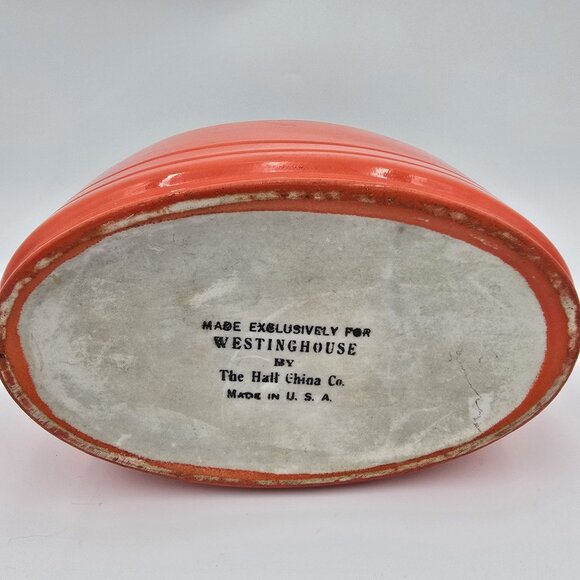 MADE EXCLUSIVELY FOR
WESTINGHOUSE
BY
The Hall China Co.
MADE IN U. S. A.